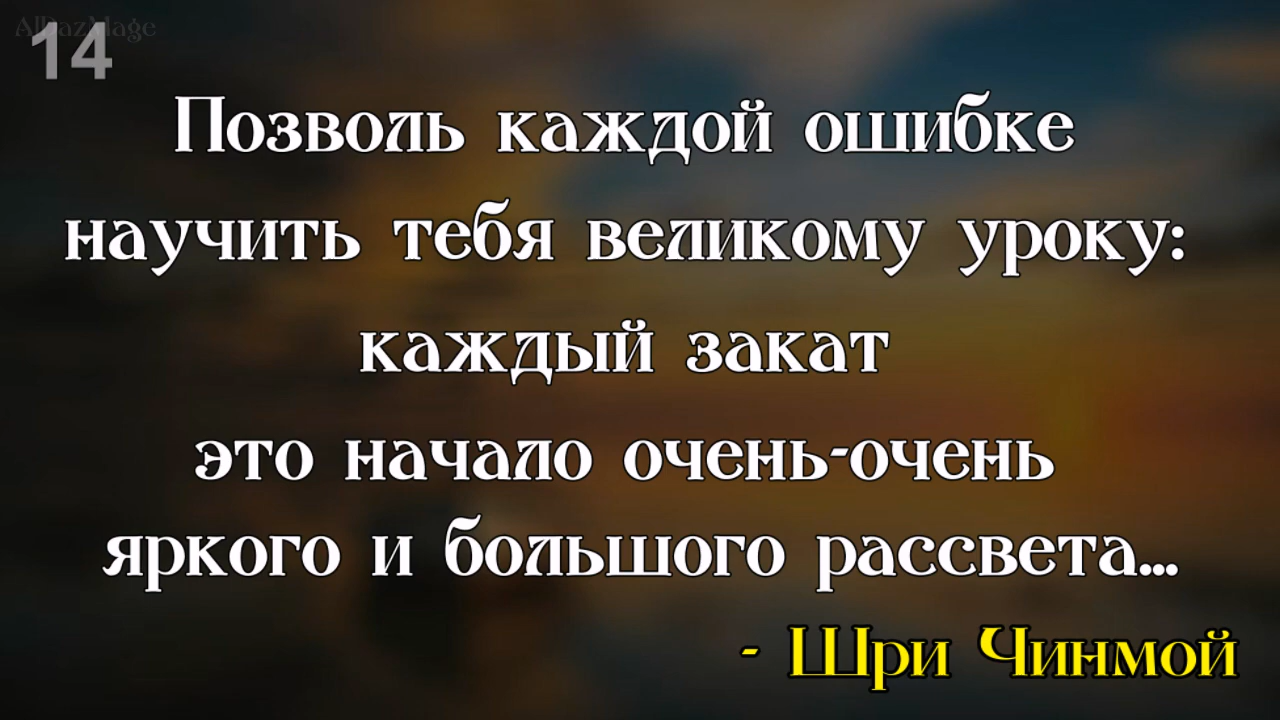 AlDazMage
14
Позволь каждой ошибке
научить тебя великому уроку:
каждый закат
это начало очень-очень
яркого и большого рассвета...
- Шри Чинмой